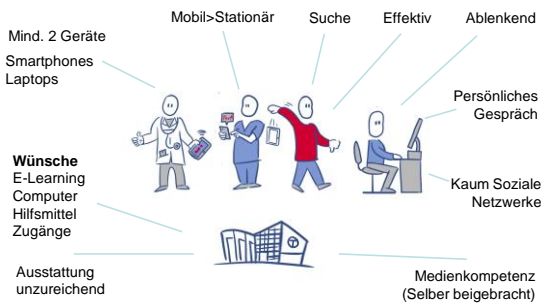 Mobil>Stationär
Suche
Effektiv
Ablenkend
Mind. 2 Geräte
Smartphones
Laptops
Persönliches
Gespräch
Wünsche
E-Learning
Computer
Hilfsmittel
Zugänge
Kaum Soziale
Netzwerke
Ausstattung
unzureichend
Medienkompetenz
(Selber beigebracht)